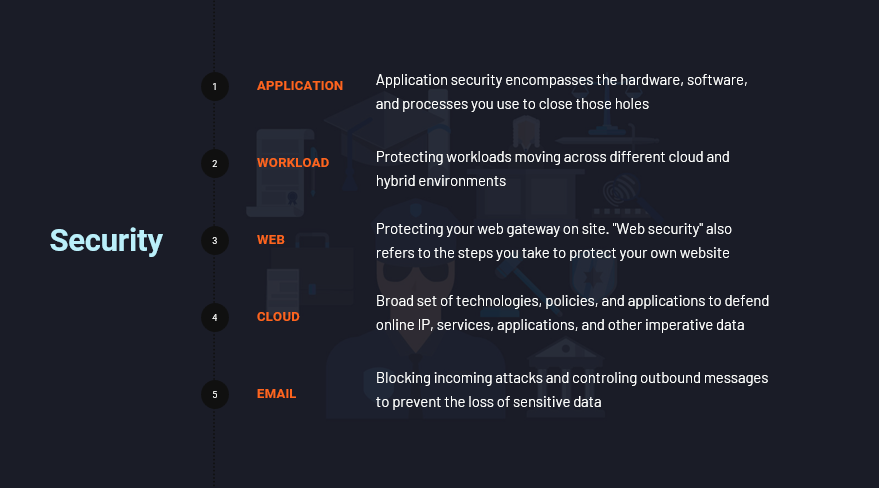 Security
1
APPLICATION
Application security encompasses the hardware, software,
and processes you use to close those holes
2
WORKLOAD
Protecting workloads moving across different cloud and
hybrid environments
3
WEB
Protecting your web gateway on site. "Web security" also
refers to the steps you take to protect your own website
4
CLOUD
Broad set of technologies, policies, and applications to defend
online IP, services, applications, and other imperative data
5
EMAIL
Blocking incoming attacks and controling outbound messages
to prevent the loss of sensitive data